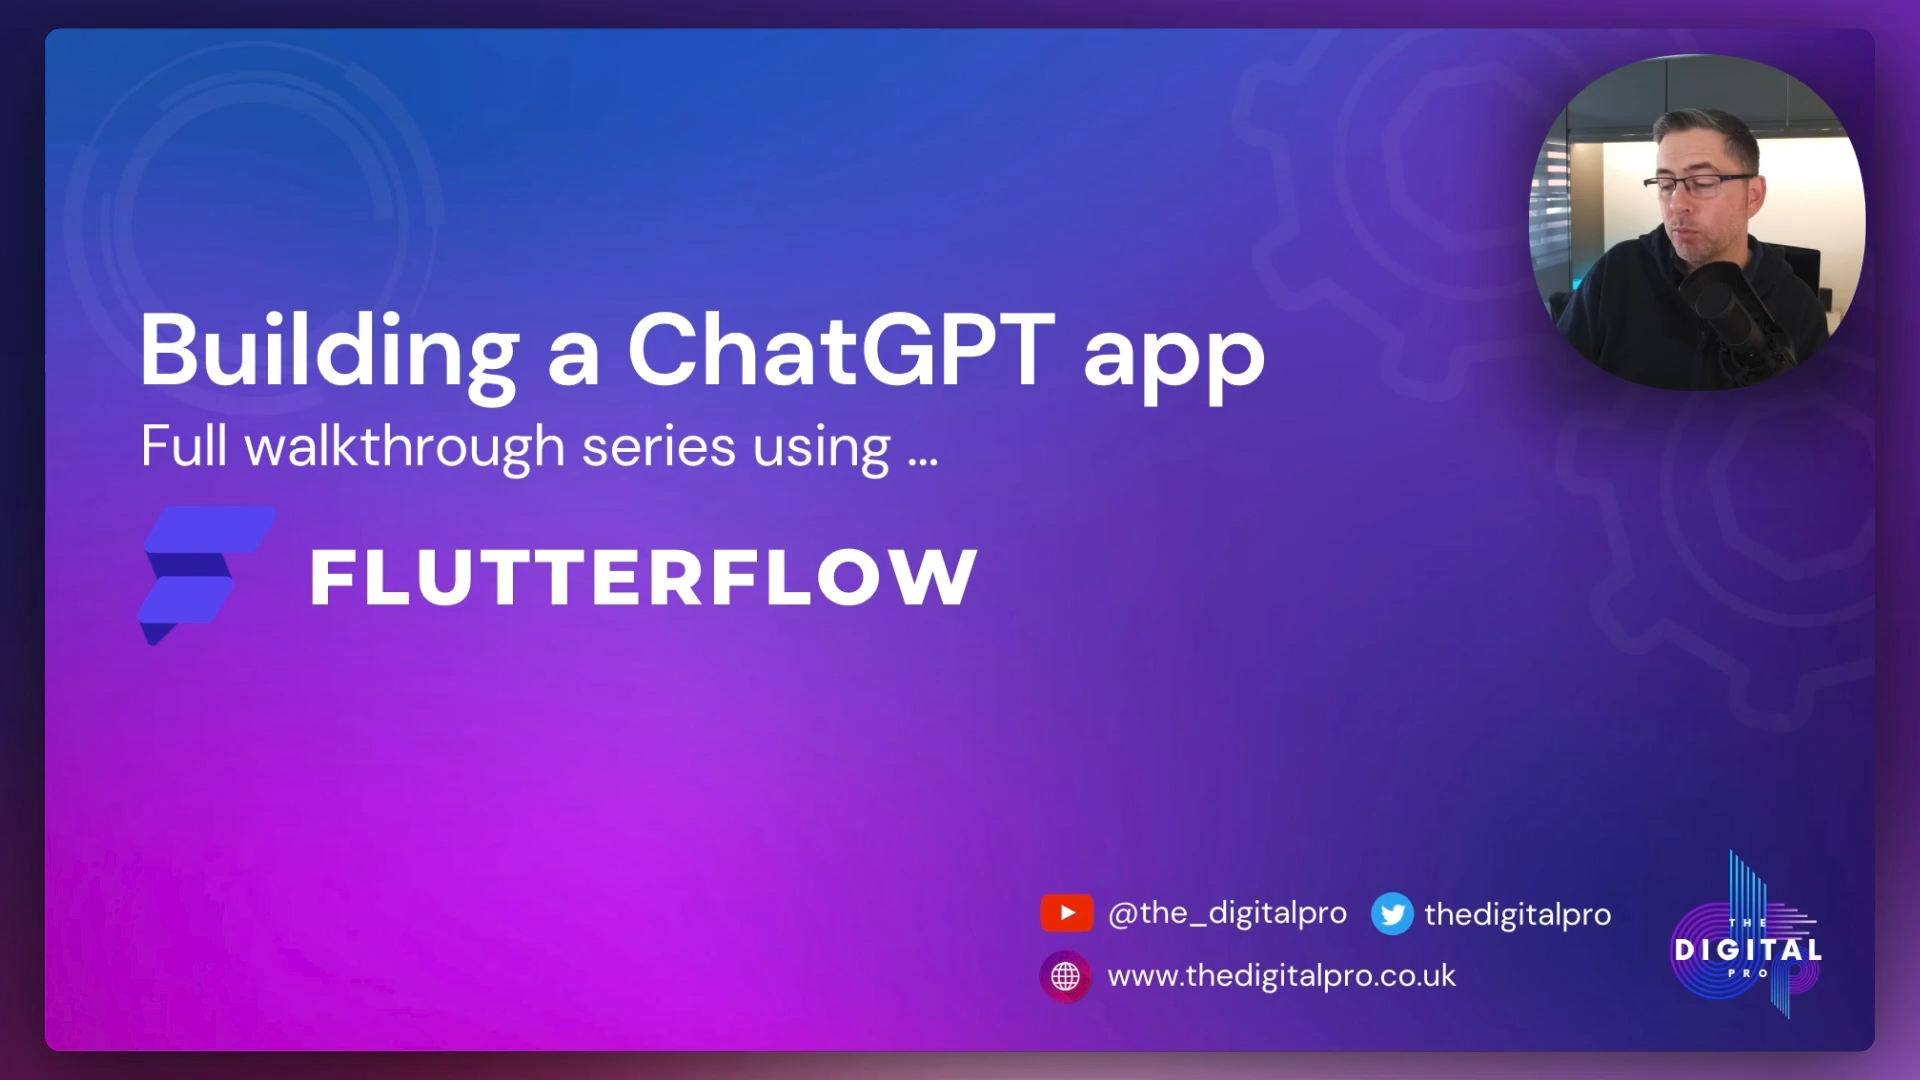 Building a ChatGPT app
Full walkthrough series using ...
FLUTTERFLOW
@the_digitalpro
thedigitalpro
www.thedigitalpro.co.uk
THE
DIGITAL
PRO